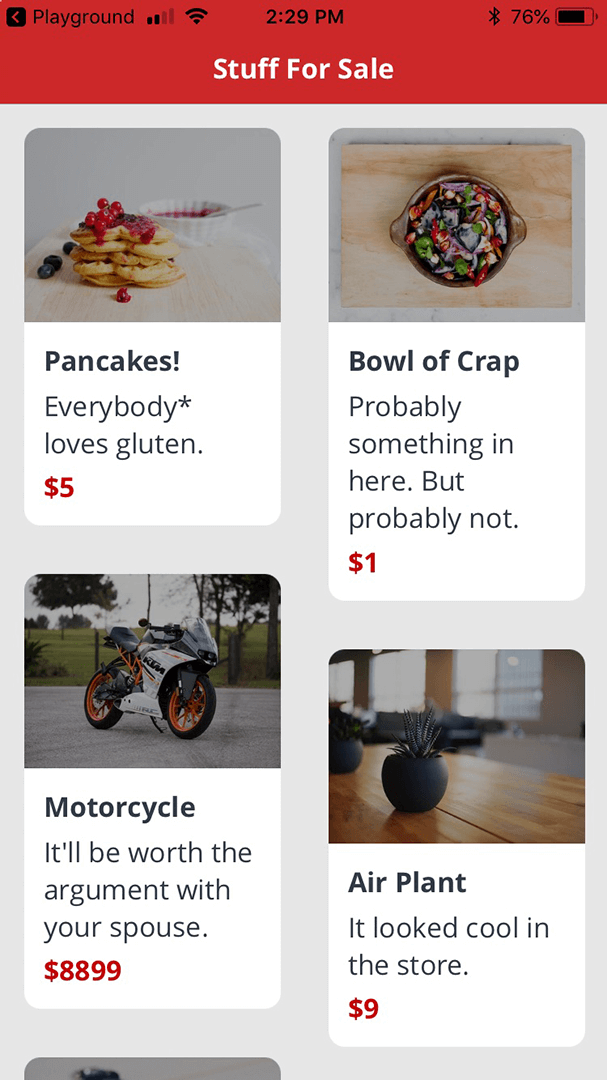 Playground
2:29 PM
76%
Stuff For Sale
Pancakes!
Everybody*
loves gluten.
$5
Bowl of Crap
Probably
something in
here. But
probably not.
$1
KTM
Motorcycle
It'll be worth the
argument with
your spouse.
$8899
Air Plant
It looked cool in
the store.
$9